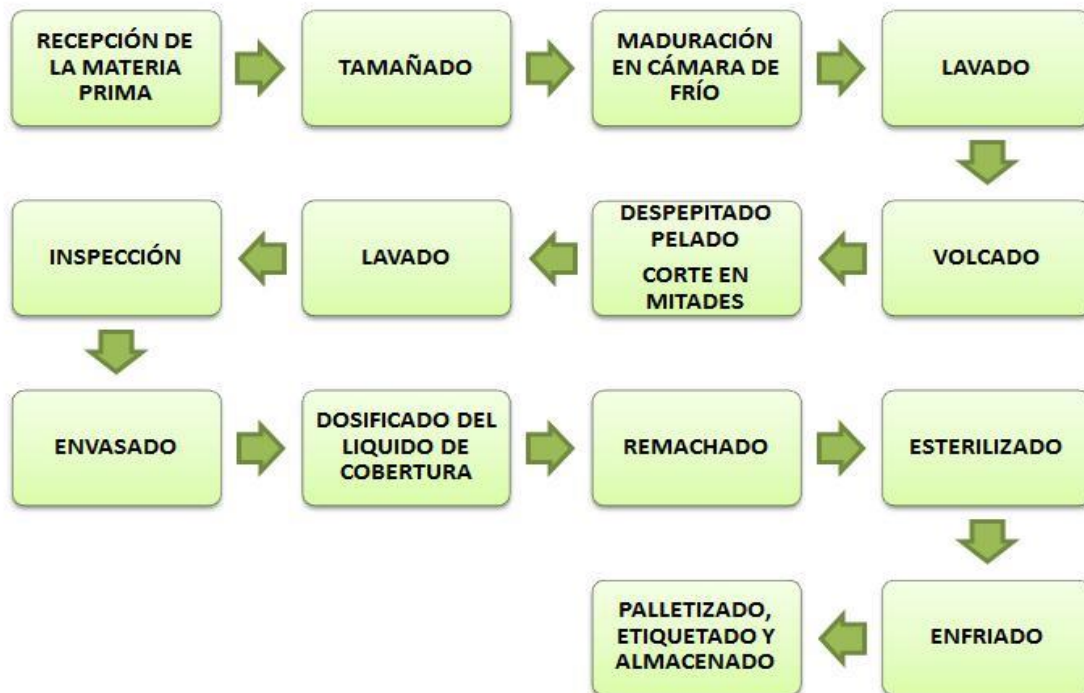 RECEPCIÓN DE
LA MATERIA
PRIMA
TAMAÑADO
MADURACIÓN
EN CÁMARA DE
FRÍO
LAVADO
VOLCADO
DESPEPITADO
PELADO
CORTE EN
MITADES
LAVADO
INSPECCIÓN
ENVASADO
DOSIFICADO DEL
LIQUIDO DE
COBERTURA
REMACHADO
ESTERILIZADO
ENFRIADO
PALLETIZADO,
ETIQUETADO Y
ALMACENADO